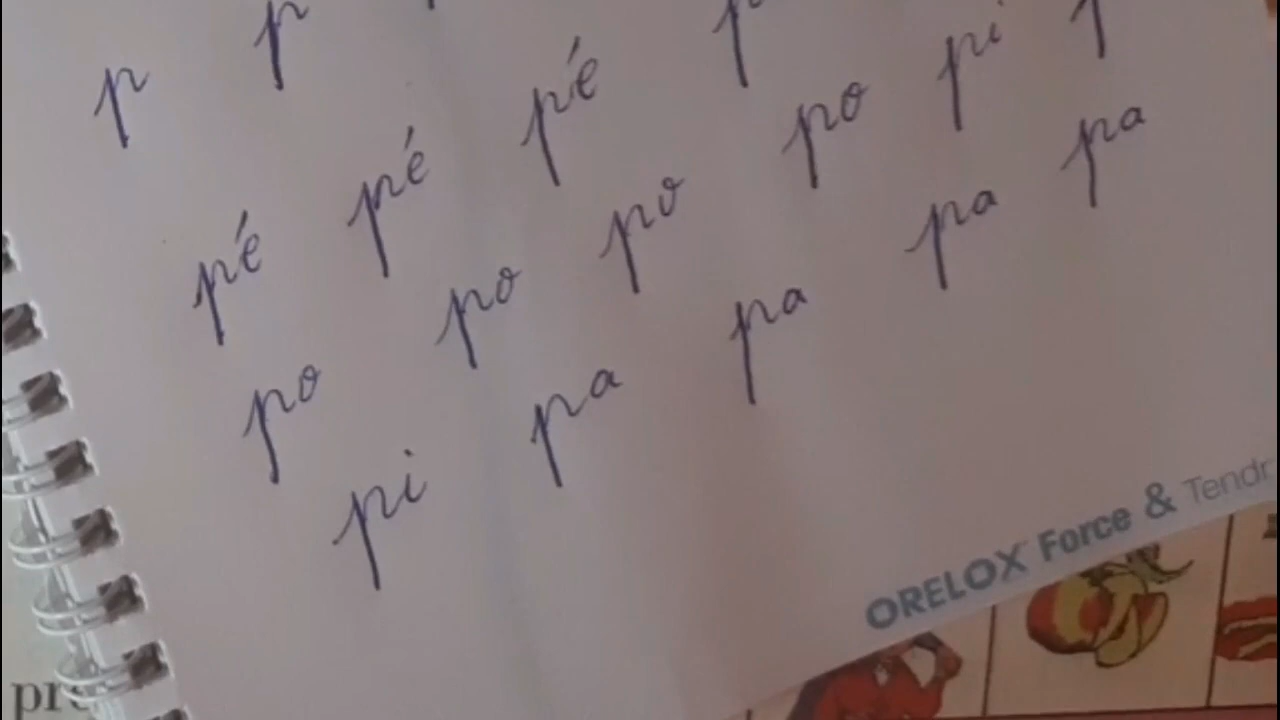 p p
pé pé pé
po po po po pi
pi pa pa pa pa
ORELOX Force & Tendr